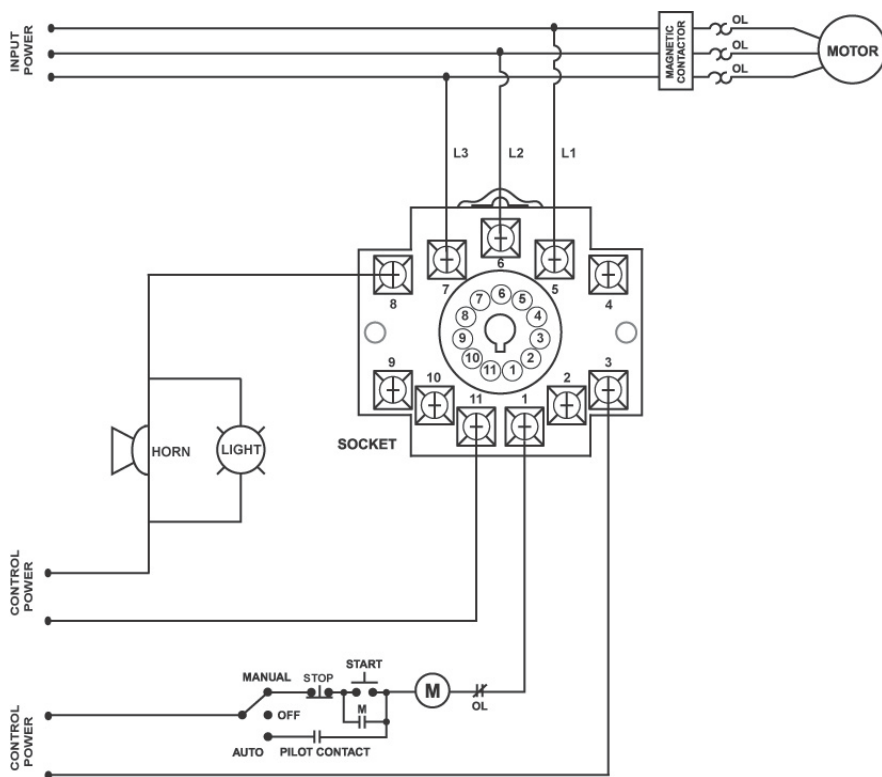 INPUT
POWER
MAGNETIC
CONTACTOR
OL
OL
OL
MOTOR
L3
L2
L1
6
7
5
8
4
6
7
5
8
4
9
3
10
2
11
1
9
10
11
1
2
3
SOCKET
HORN
LIGHT
CONTROL
POWER
START
MANUAL
STOP
M
OL
OFF
M
AUTO
PILOT CONTACT
CONTROL
POWER